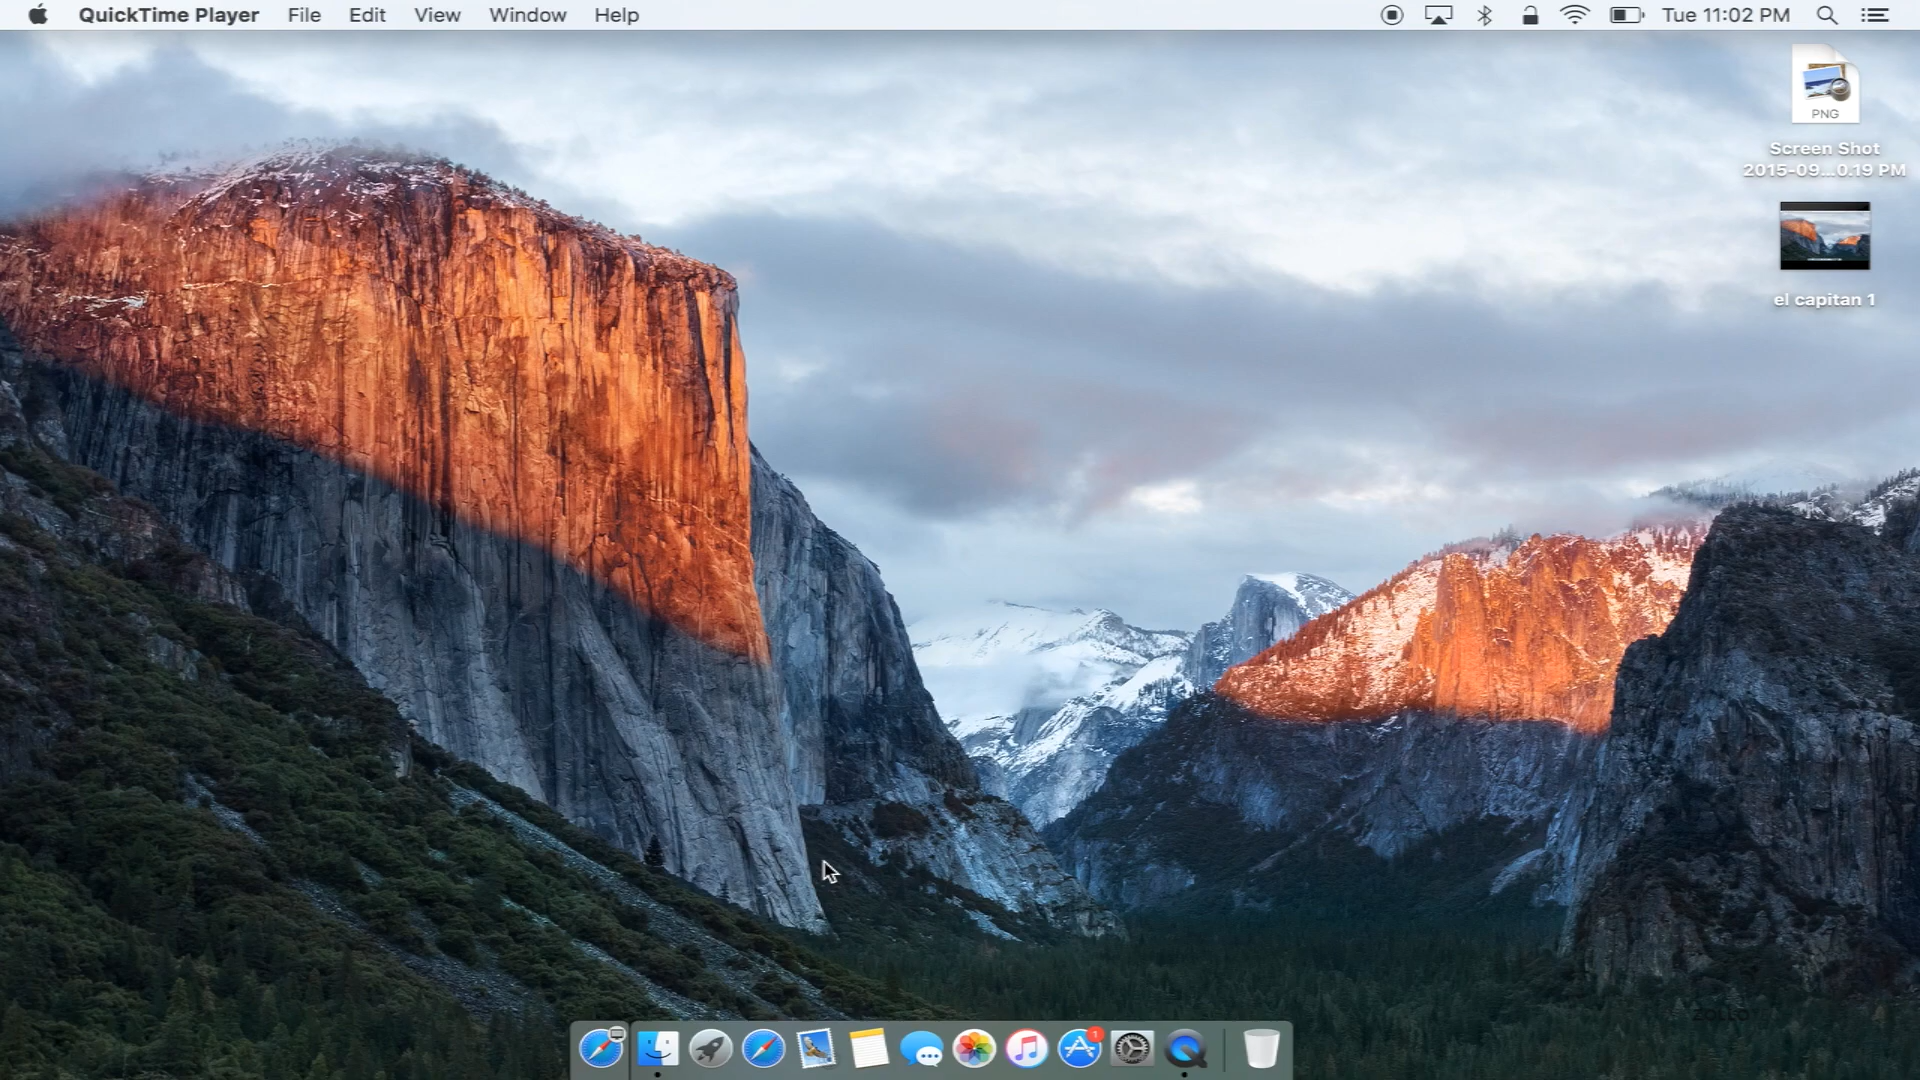 QuickTime Player File Edit View Window Help Tue 11:02 PM
PNG
Screen Shot
2015-09...0.19 PM
el capitan 1
1